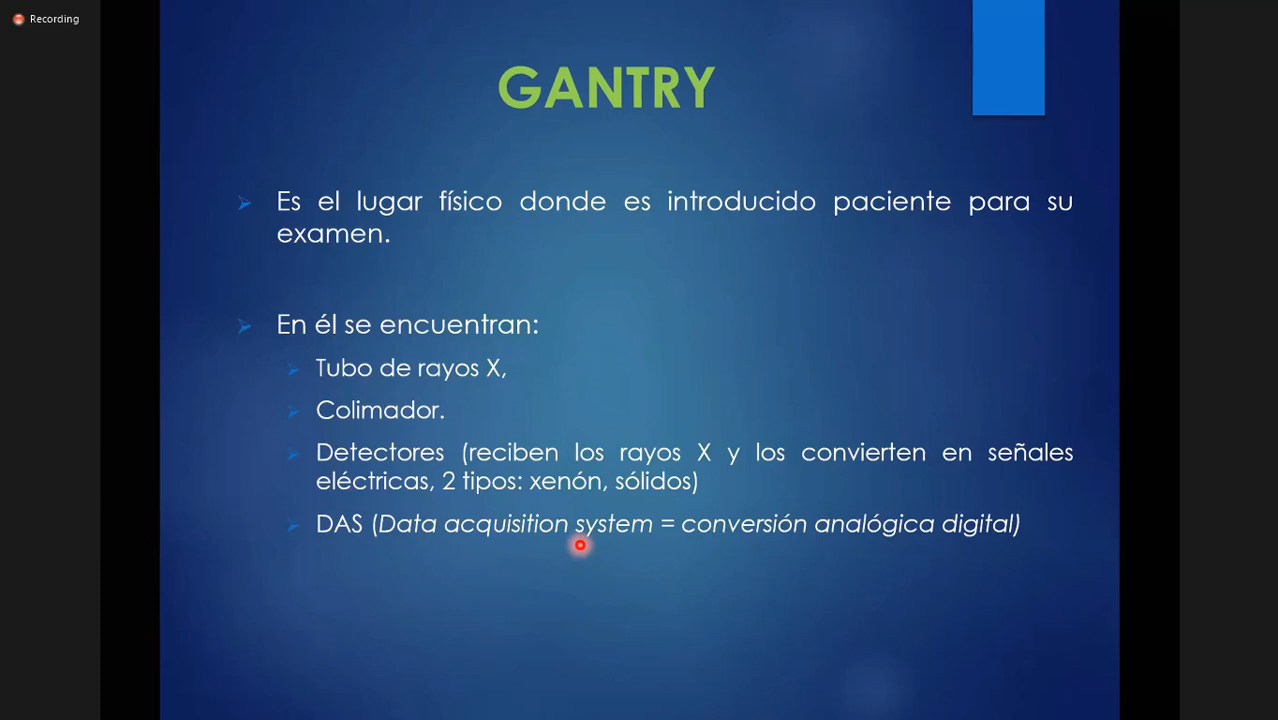 Recording
GANTRY
Es el lugar físico donde es introducido paciente para su
examen.
En él se encuentran:
Tubo de rayos X,
Colimador.
Detectores (reciben los rayos X y los convierten en señales
eléctricas, 2 tipos: xenón, sólidos)
DAS (Data acquisition system = conversión analógica digital)